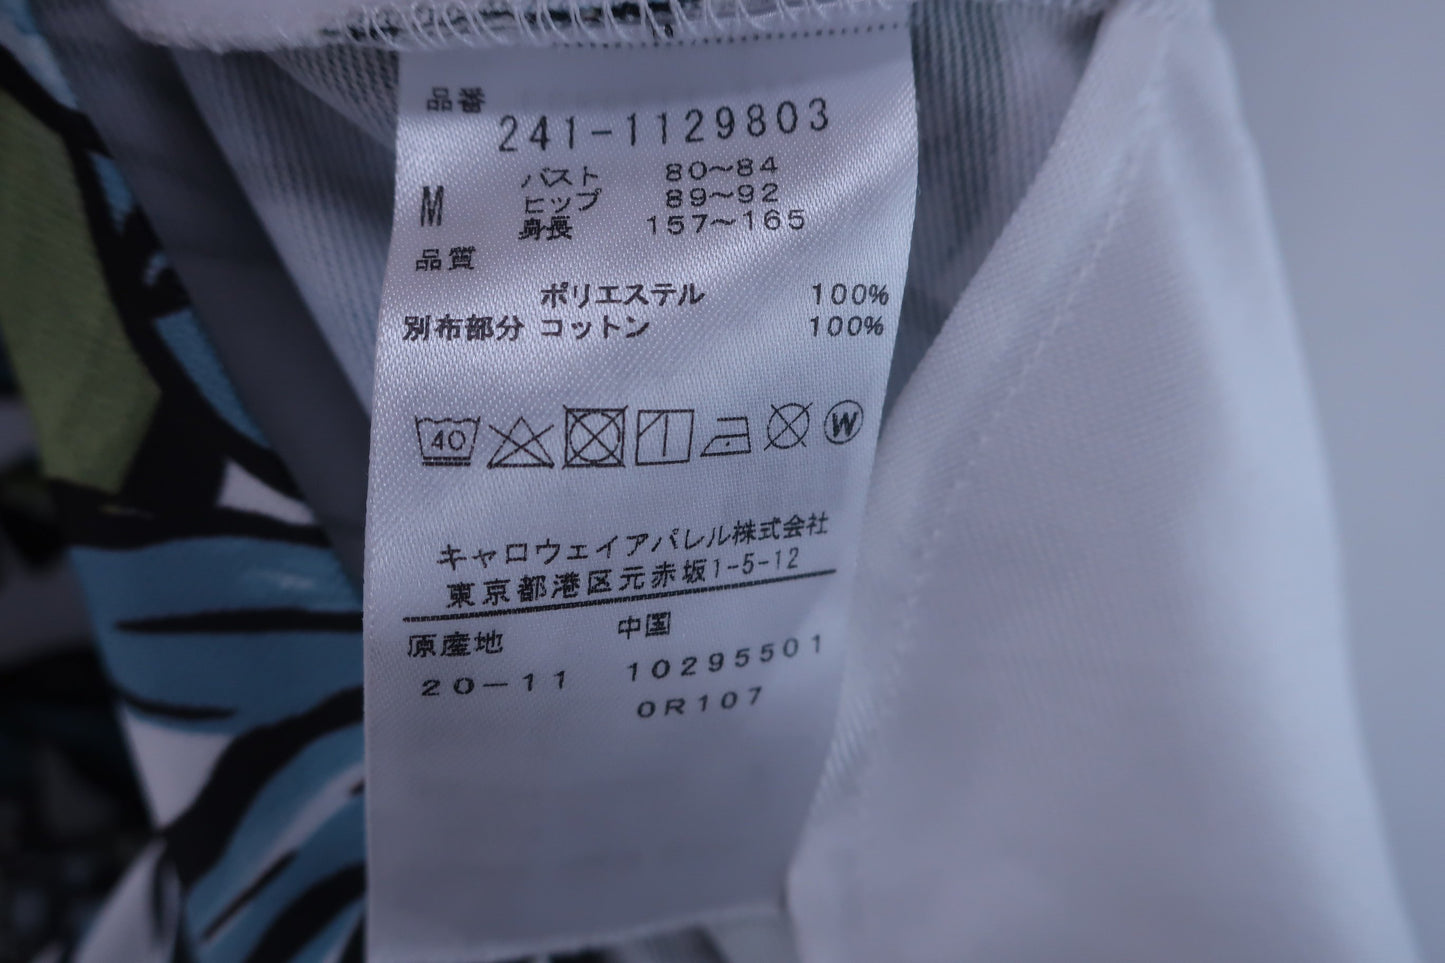 品番
241-1129803
M バスト 80〜84
ヒップ 89〜92
身長 157〜165
品質
ポリエステル 100%
別布部分 コットン 100%
40 W
キャロウェイアパレル株式会社
東京都港区元赤坂1-5-12
原産地 中国
20-11 10295501
0R107